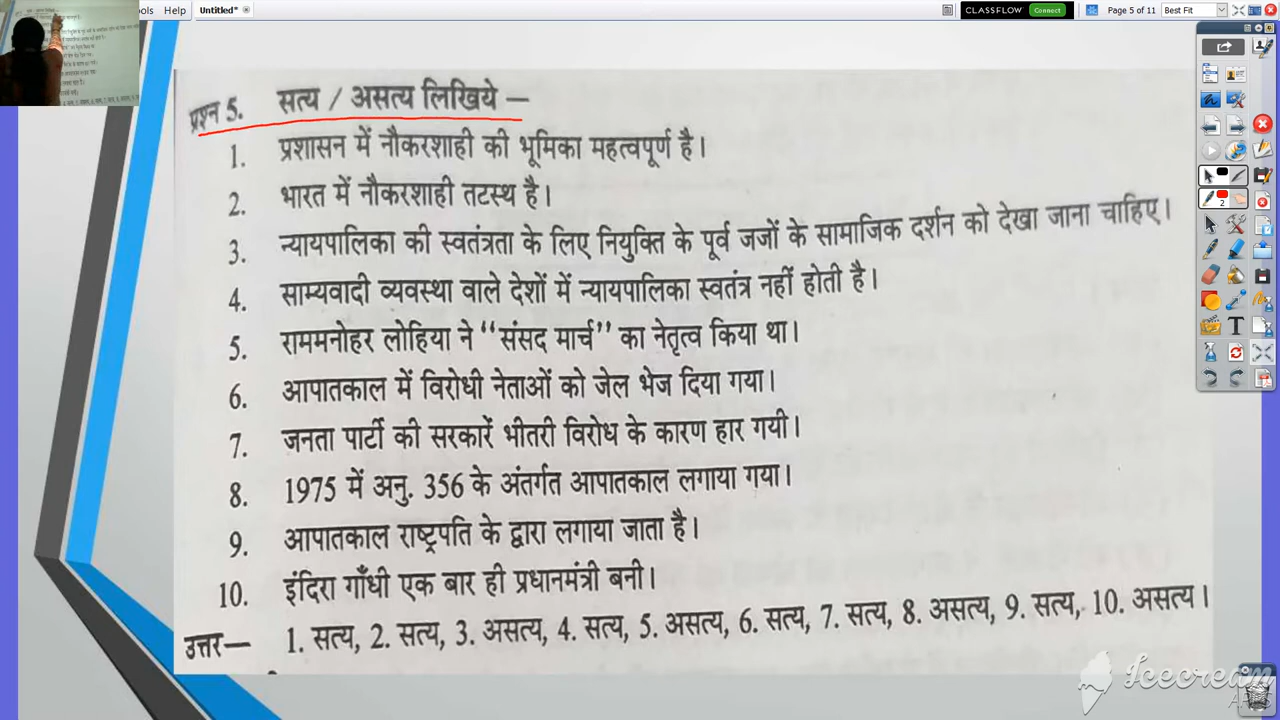 ools Help Untitled* CLASSFLOW Connect Page 5 of 11 Best Fit
प्रश्न 5. सत्य / असत्य लिखिये —
1. प्रशासन में नौकरशाही की भूमिका महत्वपूर्ण है।
2. भारत में नौकरशाही तटस्थ है।
3. न्यायपालिका की स्वतंत्रता के लिए नियुक्ति के पूर्व जजों के सामाजिक दर्शन को देखा जाना चाहिए।
4. साम्यवादी व्यवस्था वाले देशों में न्यायपालिका स्वतंत्र नहीं होती है।
5. राममनोहर लोहिया ने “संसद मार्च” का नेतृत्व किया था।
6. आपातकाल में विरोधी नेताओं को जेल भेज दिया गया।
7. जनता पार्टी की सरकारें भीतरी विरोध के कारण हार गयी।
8. 1975 में अनु. 356 के अंतर्गत आपातकाल लगाया गया।
9. आपातकाल राष्ट्रपति के द्वारा लगाया जाता है।
10. इंदिरा गाँधी एक बार ही प्रधानमंत्री बनी।
उत्तर— 1. सत्य, 2. सत्य, 3. असत्य, 4. सत्य, 5. असत्य, 6. सत्य, 7. सत्य, 8. असत्य, 9. सत्य, 10. असत्य।
2
Icecream
APPS